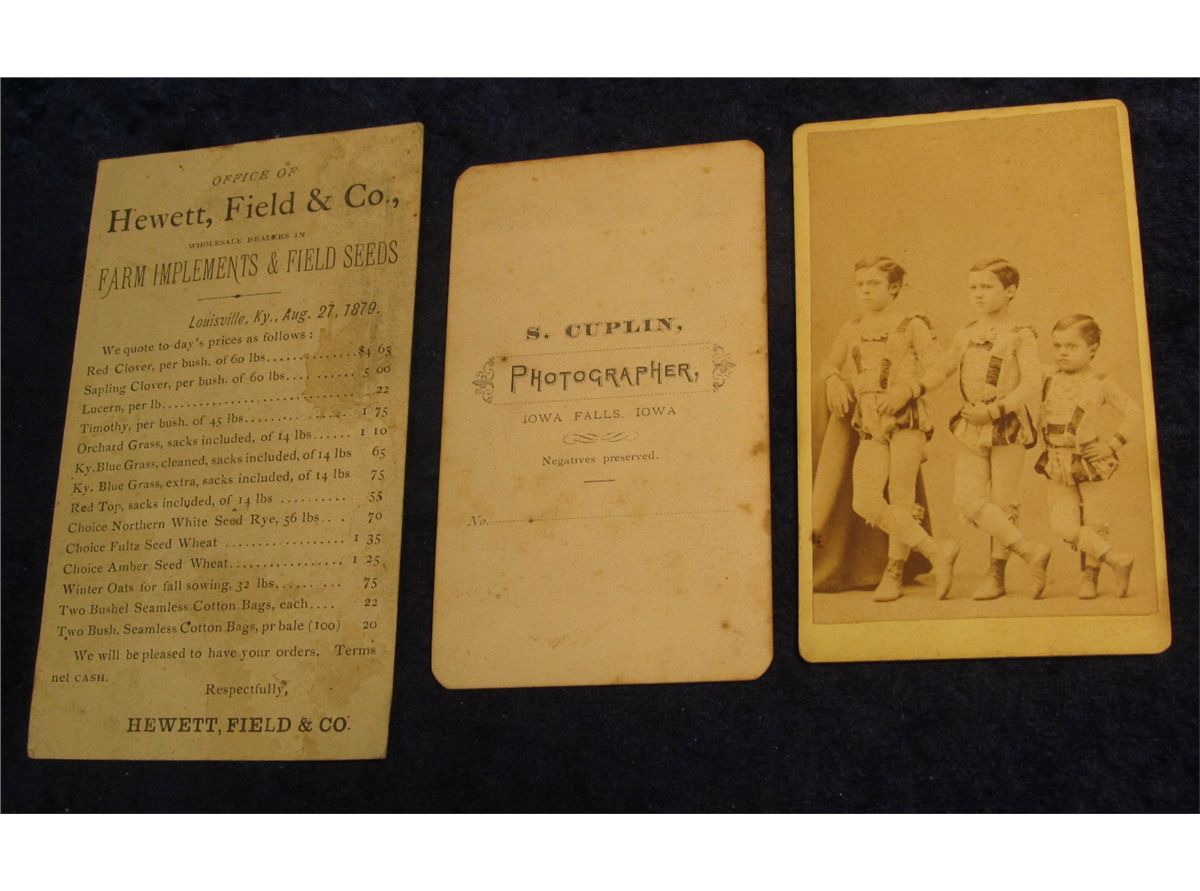 OFFICE OF
Hewett, Field & Co.,
WHOLESALE DEALERS IN
FARM IMPLEMENTS & FIELD SEEDS
Louisville, Ky., Aug. 27, 1879.
We quote to-day's prices as follows:
Red Clover, per bush. of 60 lbs..............$4 65
Sapling Clover, per bush. of 60 lbs.......... 5 00
Lucern, per lb............................ 22
Timothy, per bush. of 45 lbs............... 1 75
Orchard Grass, sacks included, of 14 lbs...... 1 10
Ky. Blue Grass, cleaned, sacks included, of 14 lbs 65
Ky. Blue Grass, extra, sacks included, of 14 lbs 75
Red Top, sacks included, of 14 lbs .......... 55
Choice Northern White Seed Rye, 56 lbs... . 70
Choice Fultz Seed Wheat ................. 1 35
Choice Amber Seed Wheat................. 1 25
Winter Oats for fall sowing, 32 lbs.......... 75
Two Bushel Seamless Cotton Bags, each.... 22
Two Bush. Seamless Cotton Bags, pr bale (100) 20
We will be pleased to have your orders. Terms
net CASH.
Respectfully,
HEWETT, FIELD & CO.
S. CUPLIN,
PHOTOGRAPHER,
IOWA FALLS. IOWA
Negatives preserved.
No.